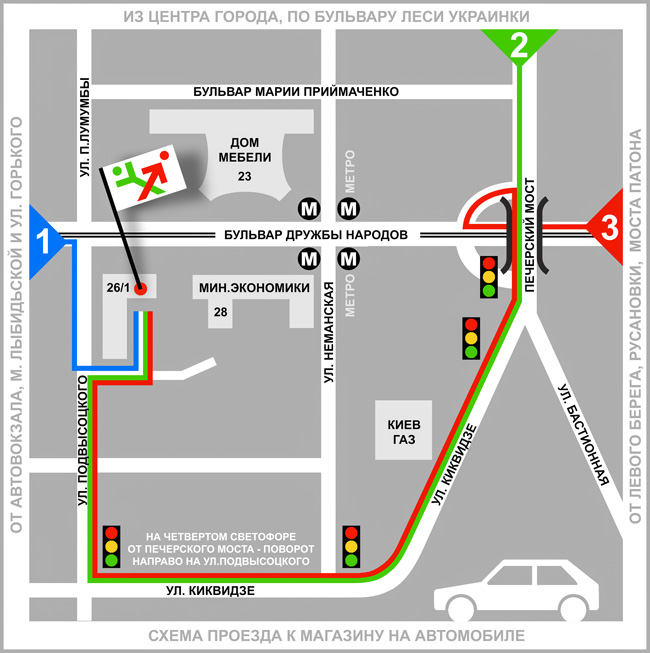 ИЗ ЦЕНТРА ГОРОДА, ПО БУЛЬВАРУ ЛЕСИ УКРАИНКИ
2
БУЛЬВАР МАРИИ ПРИЙМАЧЕНКО
УЛ. П.ЛУМУМБЫ
ДОМ
МЕБЕЛИ
23
МЕТРО
М М
ПЕЧЕРСКИЙ МОСТ
1
БУЛЬВАР ДРУЖБЫ НАРОДОВ
3
М М
26/1
МИН.ЭКОНОМИКИ
28
МЕТРО
УЛ. НЕМАНСКАЯ
УЛ. ПОДВЫСОЦКОГО
КИЕВ
ГАЗ
УЛ. КИКВИДЗЕ
УЛ. БАСТИОННАЯ
НА ЧЕТВЕРТОМ СВЕТОФОРЕ
ОТ ПЕЧЕРСКОГО МОСТА - ПОВОРОТ
НАПРАВО НА УЛ.ПОДВЫСОЦКОГО
УЛ. КИКВИДЗЕ
ОТ АВТОВОКЗАЛА, М. ЛЫБИДЬСКОЙ И УЛ. ГОРЬКОГО
ОТ ЛЕВОГО БЕРЕГА, РУСАНОВКИ, МОСТА ПАТОНА
СХЕМА ПРОЕЗДА К МАГАЗИНУ НА АВТОМОБИЛЕ